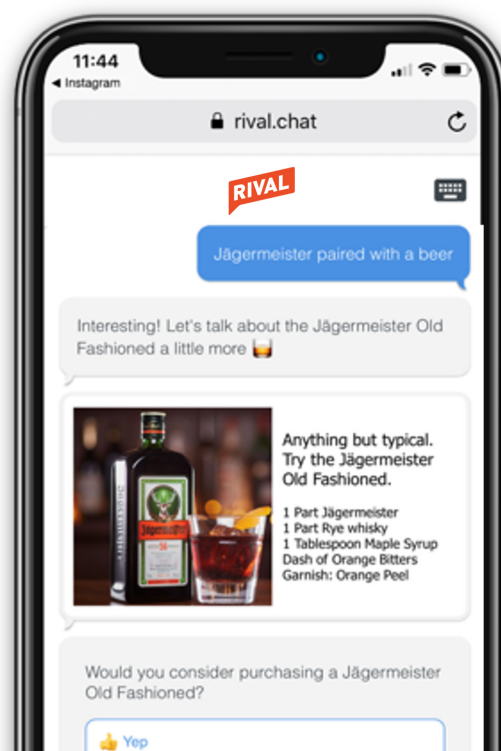 11:44
◀ Instagram
rival.chat
RIVAL
Jägermeister paired with a beer
Interesting! Let's talk about the Jägermeister Old
Fashioned a little more 🥃
Jägermeister
Anything but typical.
Try the Jägermeister
Old Fashioned.
1 Part Jägermeister
1 Part Rye whisky
1 Tablespoon Maple Syrup
Dash of Orange Bitters
Garnish: Orange Peel
Would you consider purchasing a Jägermeister
Old Fashioned?
👍 Yep